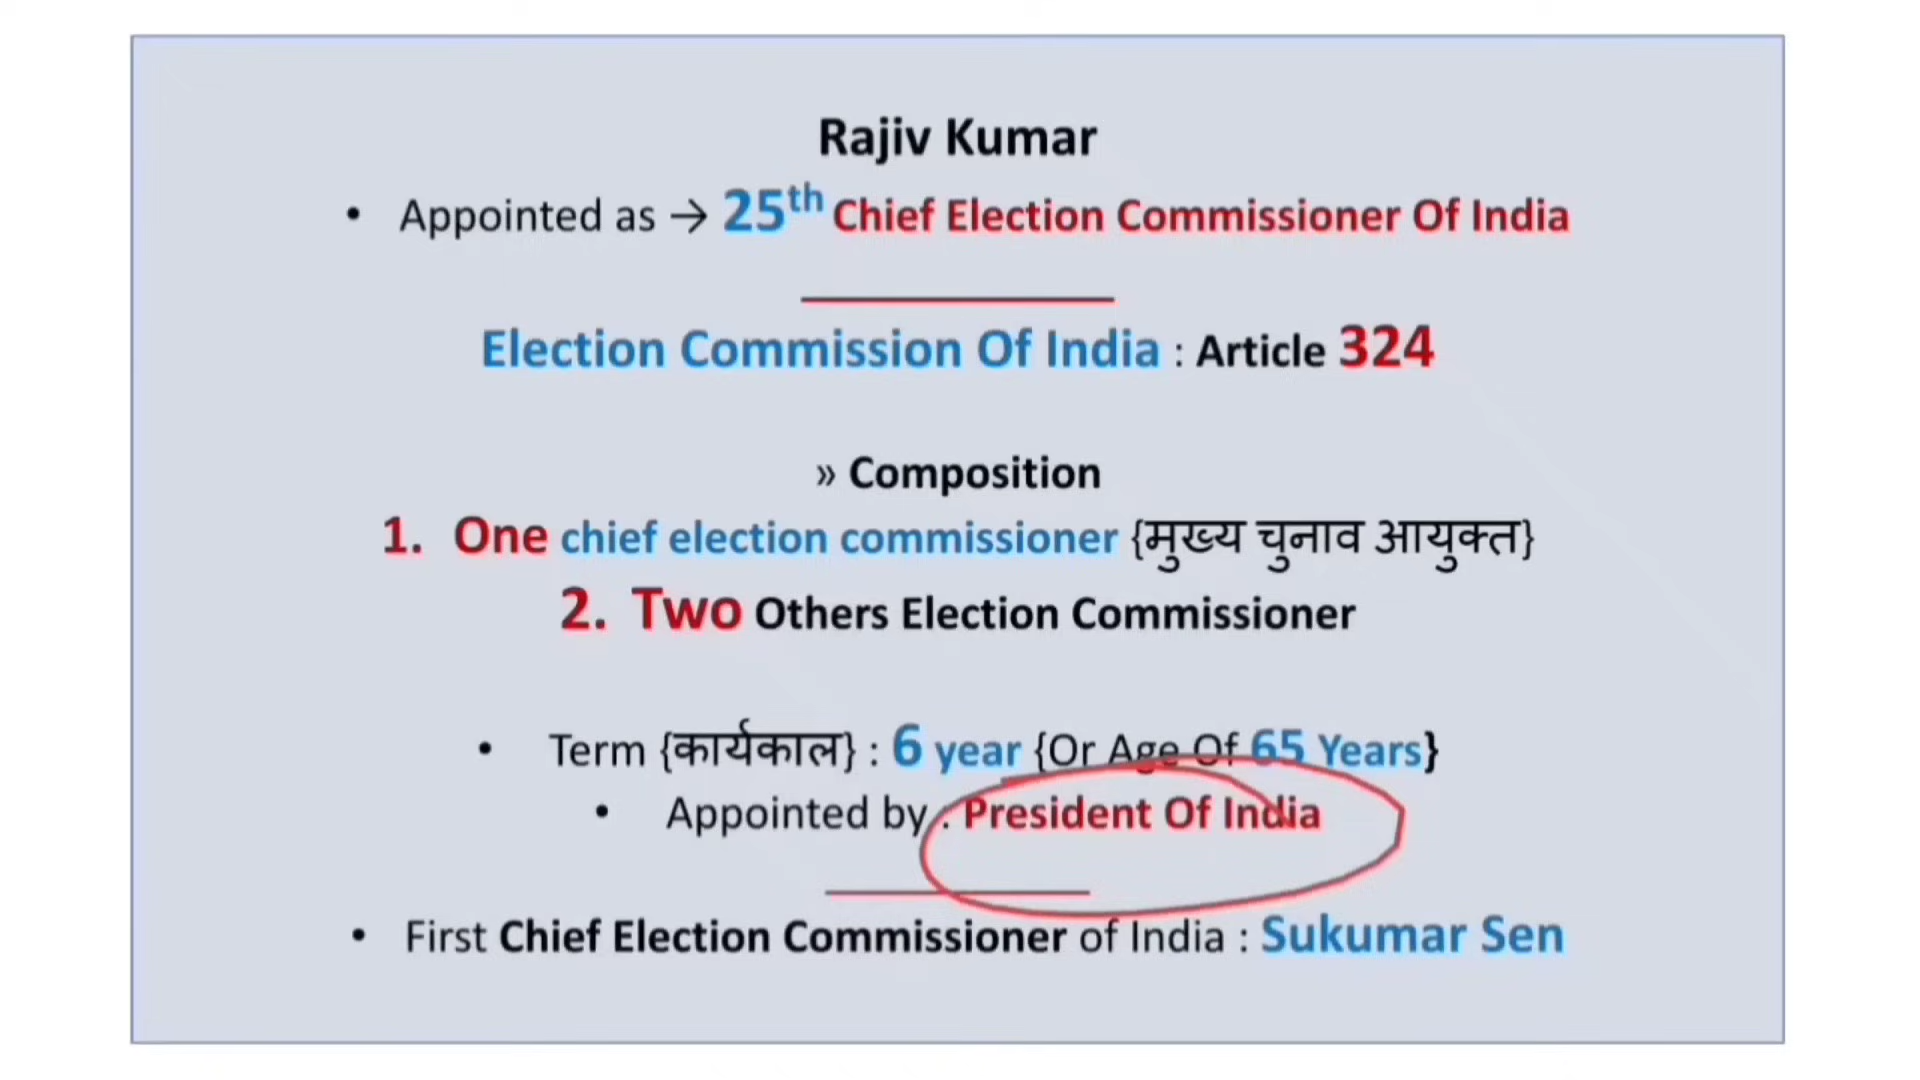 Rajiv Kumar
• Appointed as → 25th Chief Election Commissioner Of India
Election Commission Of India : Article 324
» Composition
1. One chief election commissioner {मुख्य चुनाव आयुक्त}
2. Two Others Election Commissioner
• Term {कार्यकाल} : 6 year {Or Age Of 65 Years}
• Appointed by : President Of India
• First Chief Election Commissioner of India : Sukumar Sen